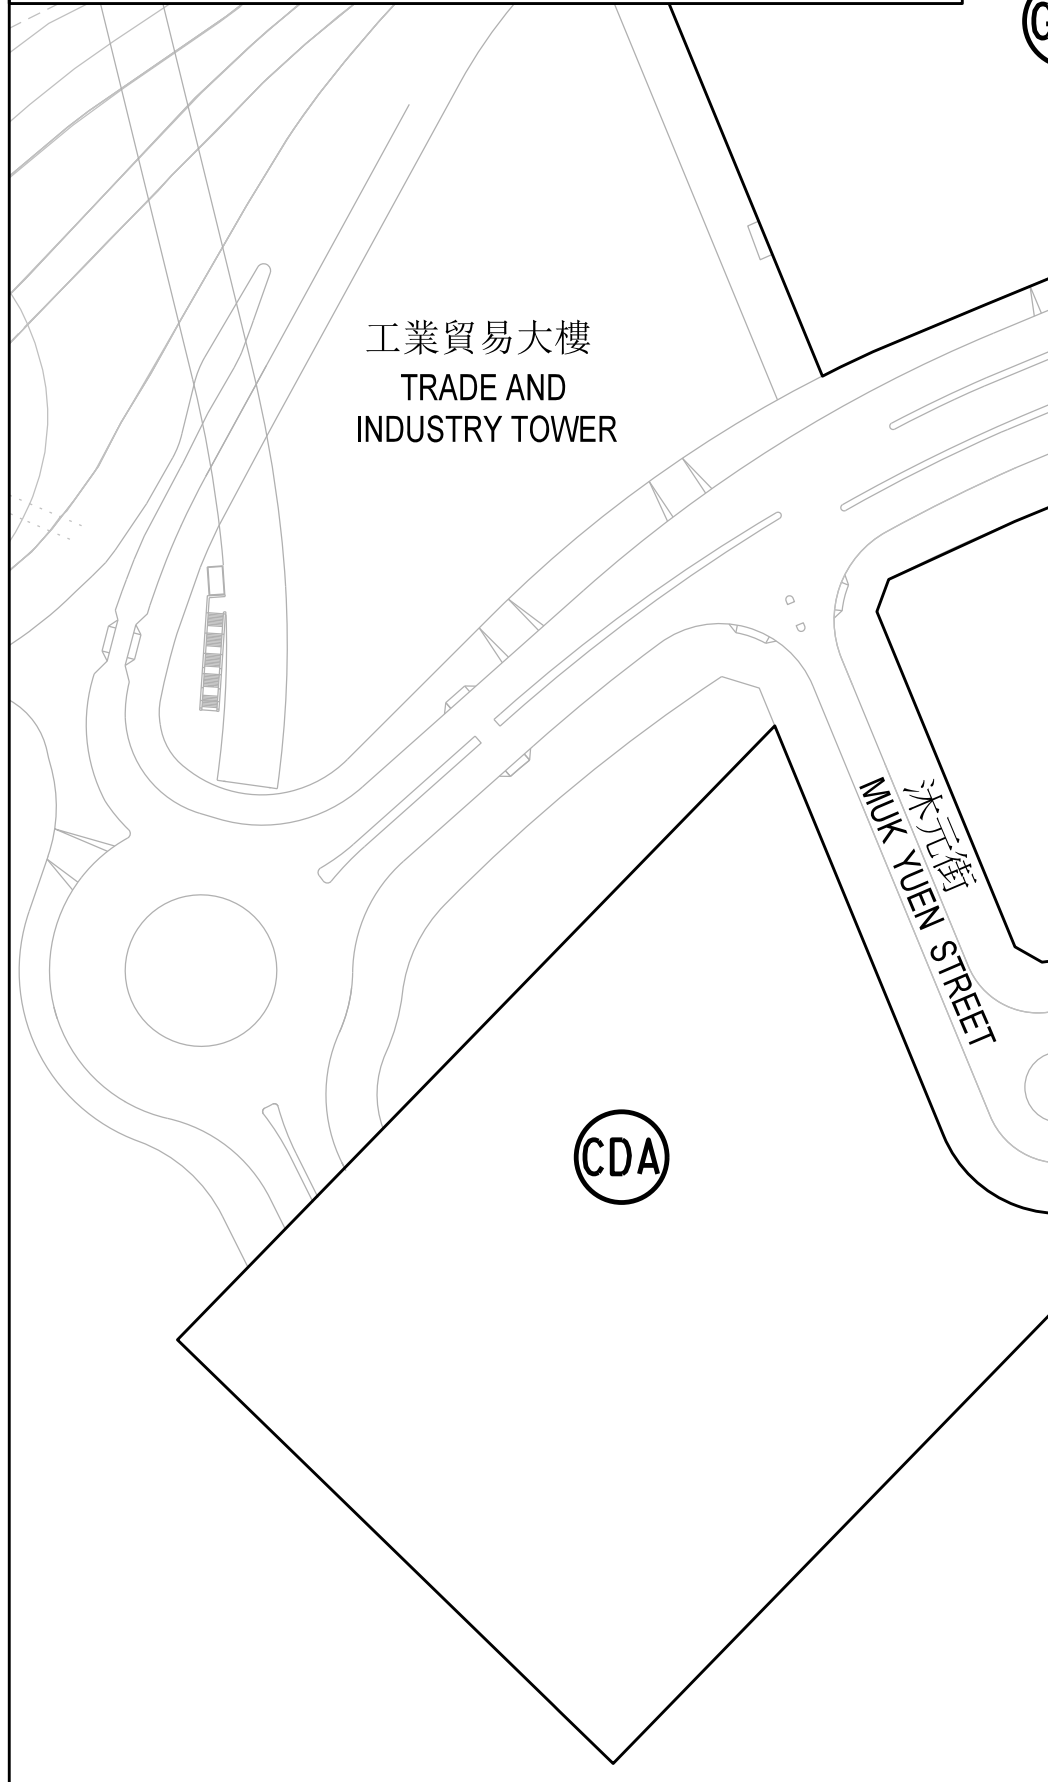 工業貿易大樓
TRADE AND
INDUSTRY TOWER
沐元街
MUK YUEN STREET
CDA